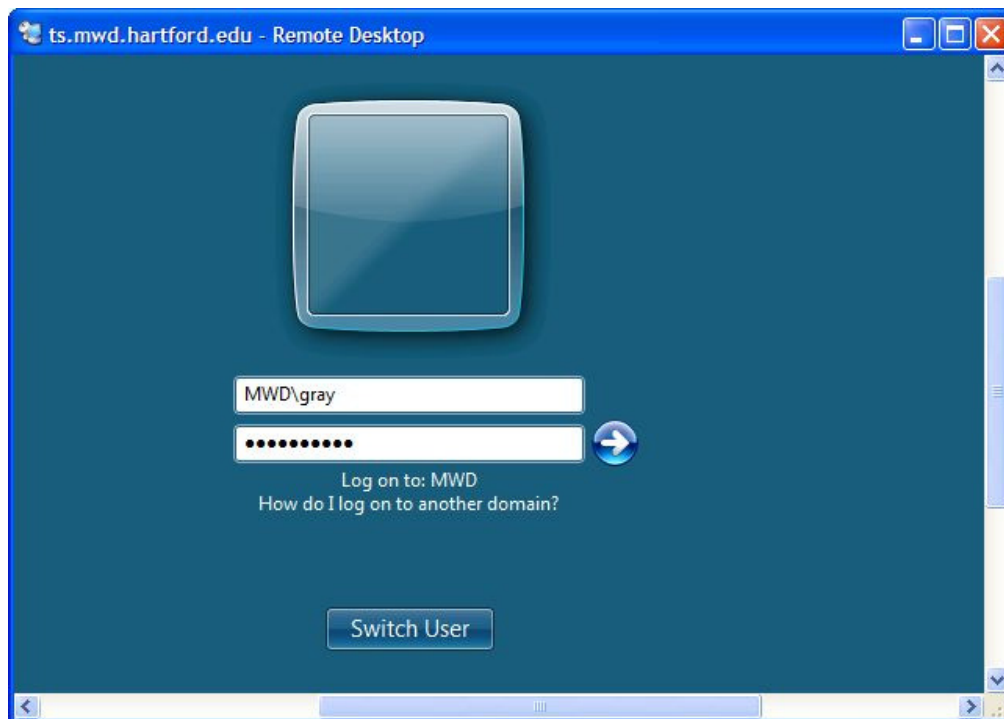 ts.mwd.hartford.edu - Remote Desktop
MWD\gray
••••••••••
Log on to: MWD
How do I log on to another domain?
Switch User